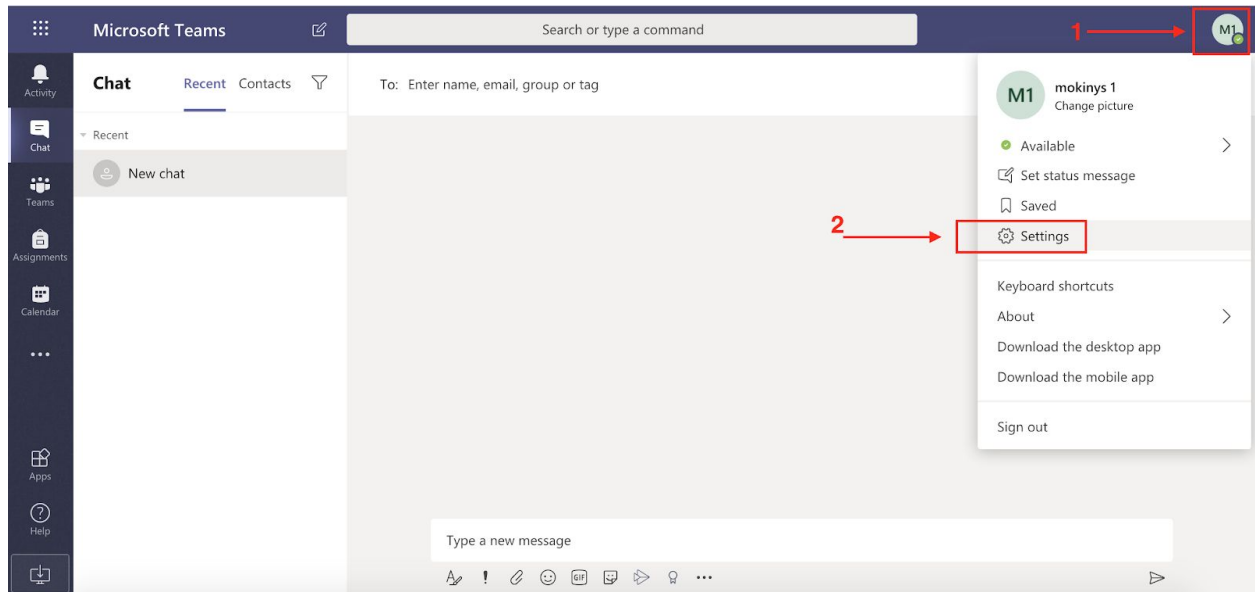 Microsoft Teams
Search or type a command
1
M1
Activity
Chat
Teams
Assignments
Calendar
Apps
Help
Chat
Recent Contacts
Recent
New chat
To: Enter name, email, group or tag
M1
mokinys 1
Change picture
Available
Set status message
Saved
2
Settings
Keyboard shortcuts
About
Download the desktop app
Download the mobile app
Sign out
Type a new message
GIF